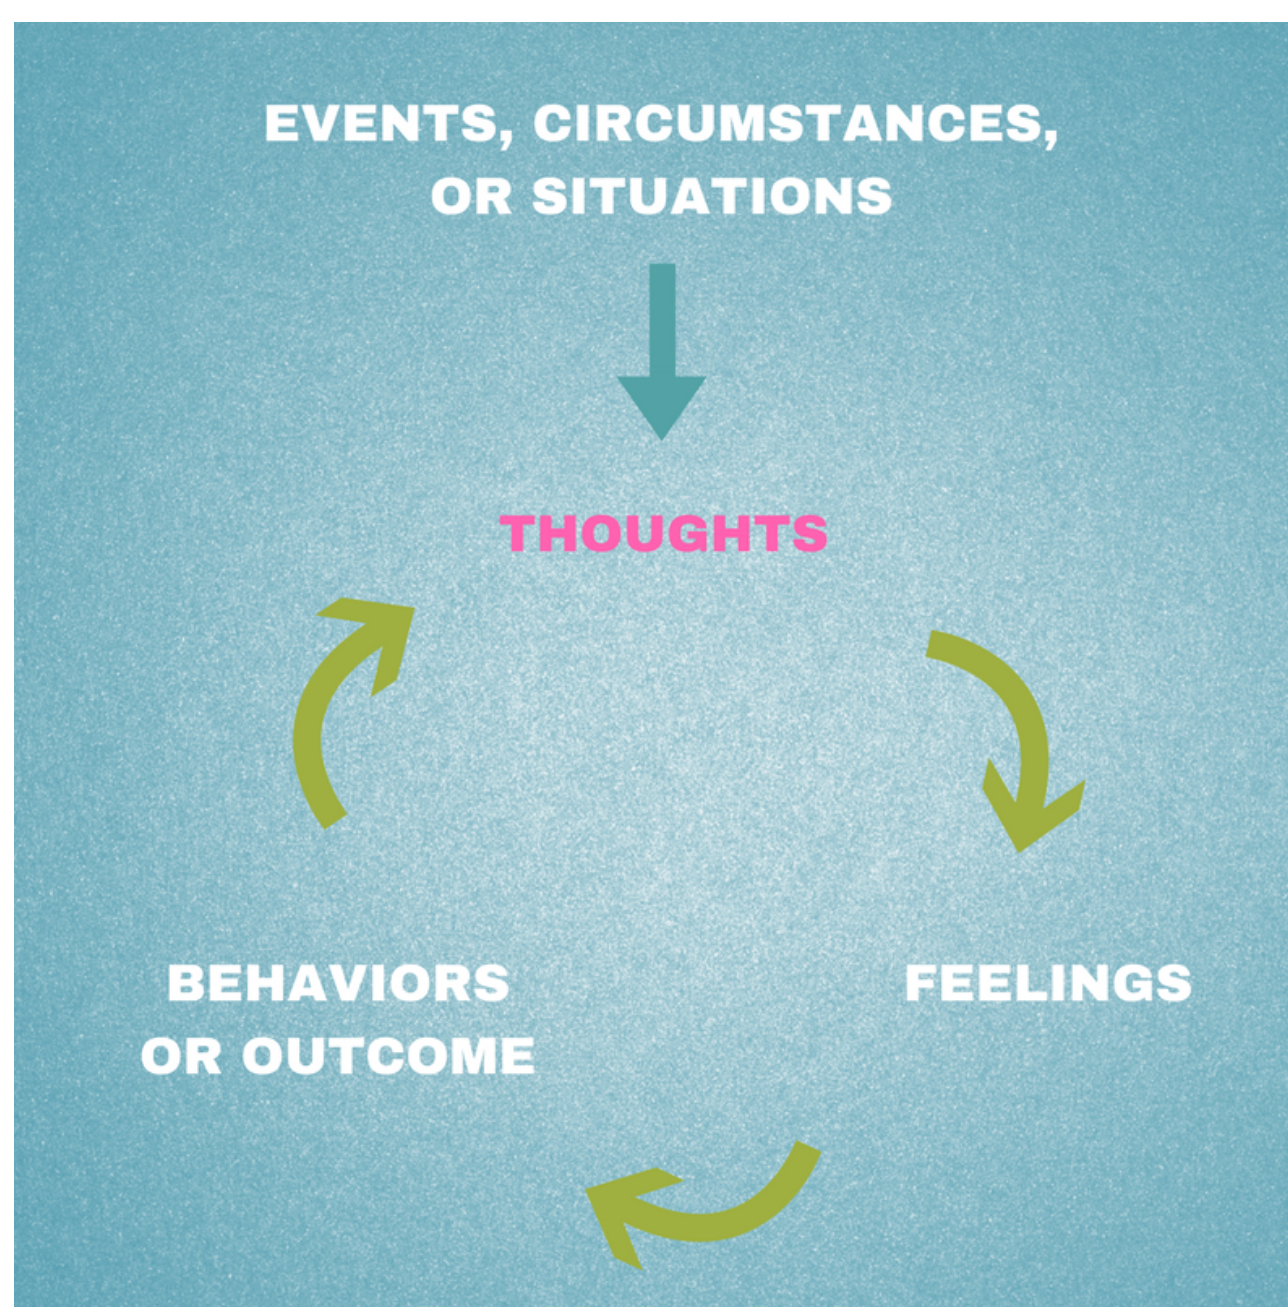 EVENTS, CIRCUMSTANCES,
OR SITUATIONS
THOUGHTS
FEELINGS
BEHAVIORS
OR OUTCOME